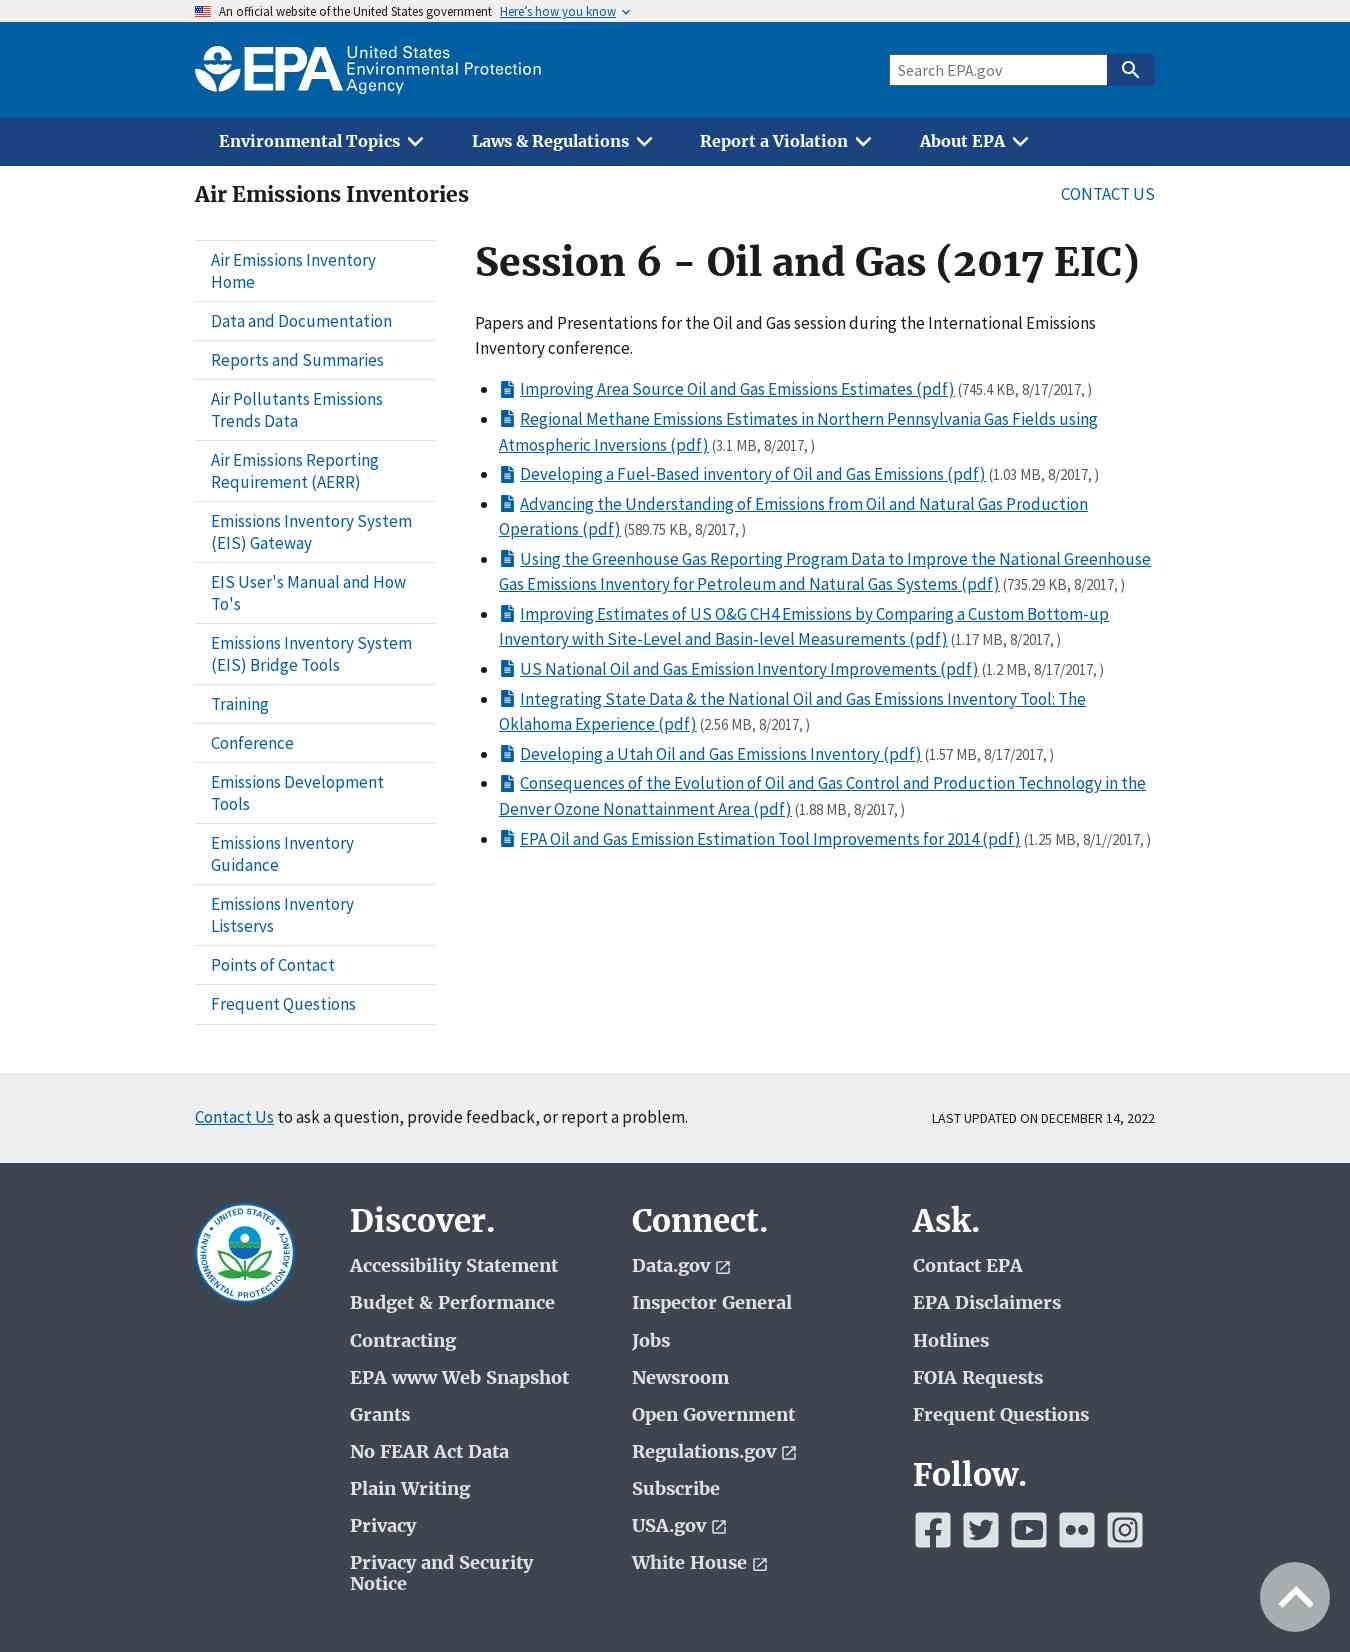 An official website of the United States government Here's how you know
EPA United States
Environmental Protection
Agency
Search EPA.gov
Environmental Topics Laws & Regulations Report a Violation About EPA
Air Emissions Inventories CONTACT US
Air Emissions Inventory
Home
Data and Documentation
Reports and Summaries
Air Pollutants Emissions
Trends Data
Air Emissions Reporting
Requirement (AERR)
Emissions Inventory System
(EIS) Gateway
EIS User's Manual and How
To's
Emissions Inventory System
(EIS) Bridge Tools
Training
Conference
Emissions Development
Tools
Emissions Inventory
Guidance
Emissions Inventory
Listservs
Points of Contact
Frequent Questions
Session 6 - Oil and Gas (2017 EIC)
Papers and Presentations for the Oil and Gas session during the International Emissions
Inventory conference.
Improving Area Source Oil and Gas Emissions Estimates (pdf) (745.4 KB, 8/17/2017, )
Regional Methane Emissions Estimates in Northern Pennsylvania Gas Fields using
Atmospheric Inversions (pdf) (3.1 MB, 8/2017, )
Developing a Fuel-Based inventory of Oil and Gas Emissions (pdf) (1.03 MB, 8/2017, )
Advancing the Understanding of Emissions from Oil and Natural Gas Production
Operations (pdf) (589.75 KB, 8/2017, )
Using the Greenhouse Gas Reporting Program Data to Improve the National Greenhouse
Gas Emissions Inventory for Petroleum and Natural Gas Systems (pdf) (735.29 KB, 8/2017, )
Improving Estimates of US O&G CH4 Emissions by Comparing a Custom Bottom-up
Inventory with Site-Level and Basin-level Measurements (pdf) (1.17 MB, 8/2017, )
US National Oil and Gas Emission Inventory Improvements (pdf) (1.2 MB, 8/17/2017, )
Integrating State Data & the National Oil and Gas Emissions Inventory Tool: The
Oklahoma Experience (pdf) (2.56 MB, 8/2017, )
Developing a Utah Oil and Gas Emissions Inventory (pdf) (1.57 MB, 8/17/2017, )
Consequences of the Evolution of Oil and Gas Control and Production Technology in the
Denver Ozone Nonattainment Area (pdf) (1.88 MB, 8/2017, )
EPA Oil and Gas Emission Estimation Tool Improvements for 2014 (pdf) (1.25 MB, 8/1//2017, )
Contact Us to ask a question, provide feedback, or report a problem. LAST UPDATED ON DECEMBER 14, 2022
UNITED STATES
ENVIRONMENTAL PROTECTION AGENCY
Discover.
Accessibility Statement
Budget & Performance
Contracting
EPA www Web Snapshot
Grants
No FEAR Act Data
Plain Writing
Privacy
Privacy and Security
Notice
Connect.
Data.gov
Inspector General
Jobs
Newsroom
Open Government
Regulations.gov
Subscribe
USA.gov
White House
Ask.
Contact EPA
EPA Disclaimers
Hotlines
FOIA Requests
Frequent Questions
Follow.